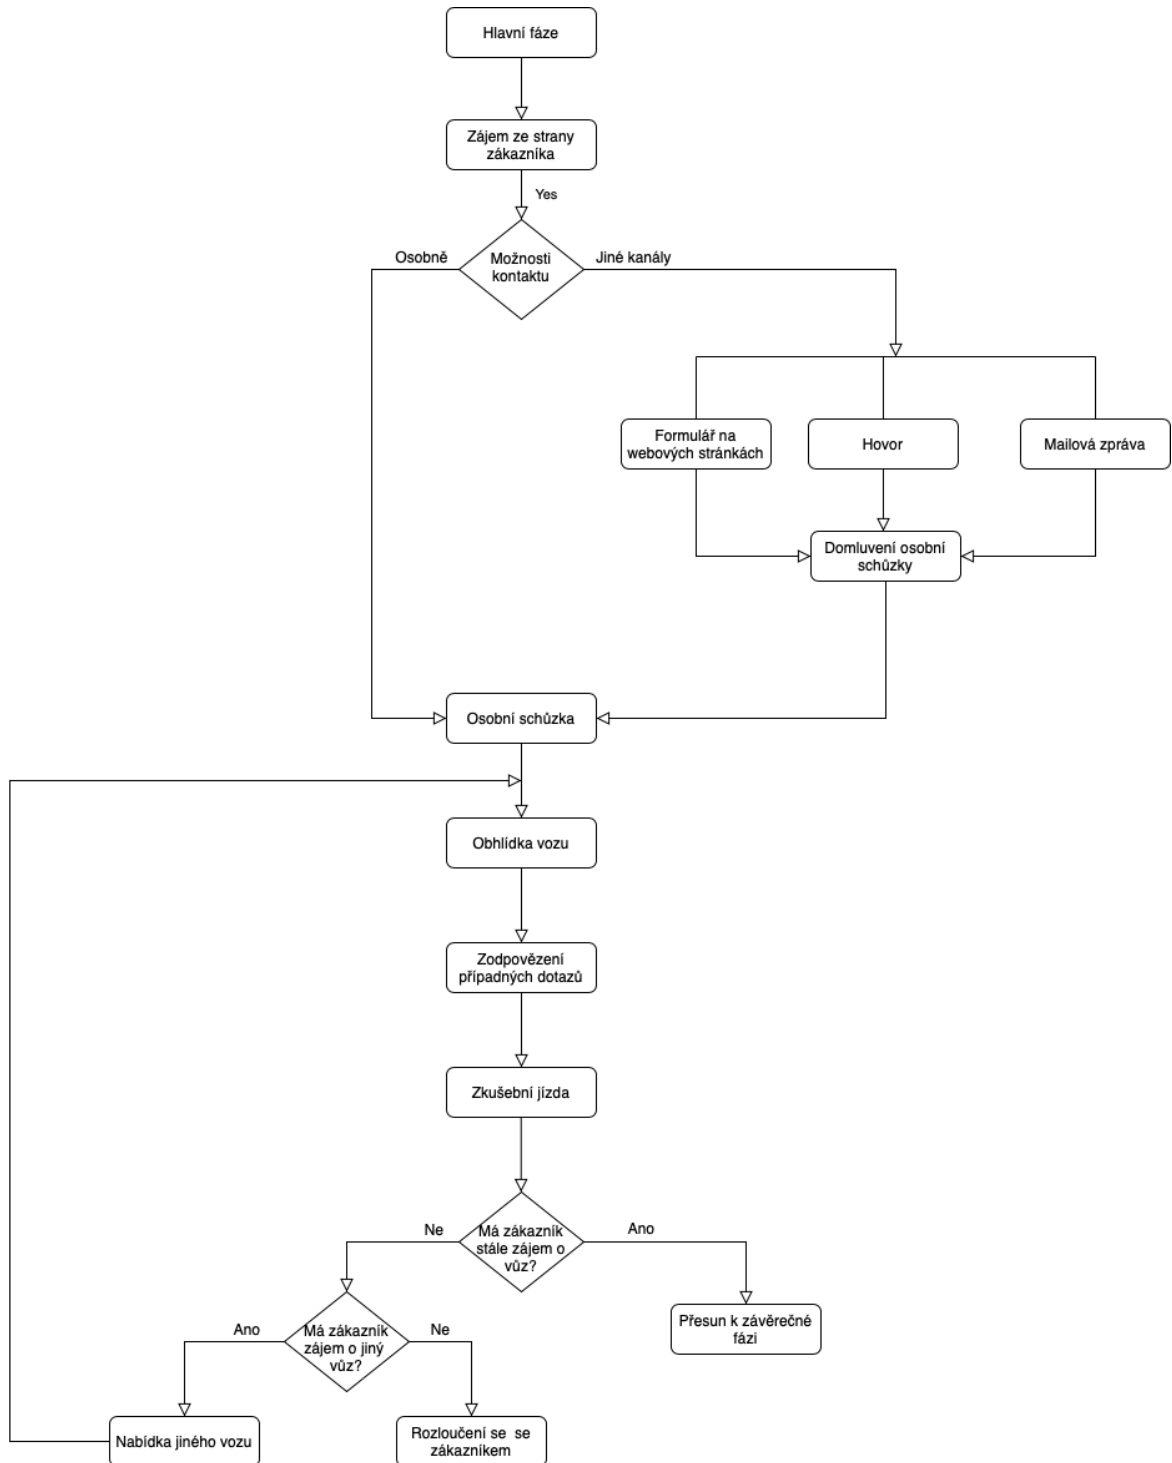 Hlavní fáze
Zájem ze strany
zákazníka
Yes
Osobně
Možnosti
kontaktu
Jiné kanály
Formulář na
webových stránkách
Hovor
Mailová zpráva
Domluvení osobní
schůzky
Osobní schůzka
Obhlídka vozu
Zodpovězení
případných dotazů
Zkušební jízda
Ne
Má zákazník
stále zájem o
vůz?
Ano
Přesun k závěrečné
fázi
Ano
Má zákazník
zájem o jiný
vůz?
Ne
Nabídka jiného vozu
Rozloučení se se
zákazníkem